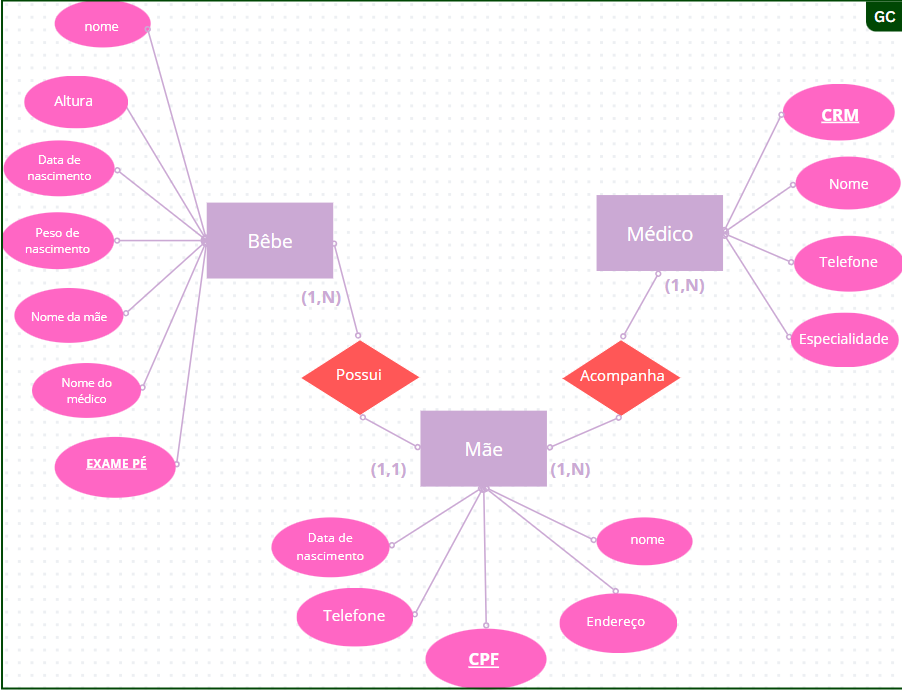 GC
nome
Altura
Data de
nascimento
Peso de
nascimento
Nome da mãe
Nome do
médico
EXAME PÉ
Bêbe
(1,N)
Possui
(1,1)
Médico
(1,N)
Acompanha
(1,N)
CRM
Nome
Telefone
Especialidade
Mãe
Data de
nascimento
Telefone
CPF
Endereço
nome